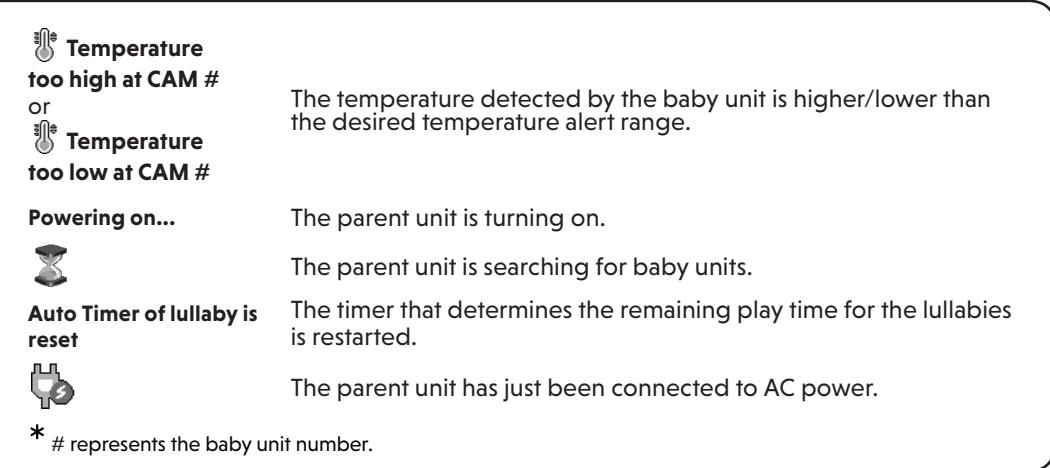 Temperature
too high at CAM #
or
Temperature
too low at CAM #
The temperature detected by the baby unit is higher/lower than
the desired temperature alert range.
Powering on...
The parent unit is turning on.
The parent unit is searching for baby units.
Auto Timer of lullaby is
reset
The timer that determines the remaining play time for the lullabies
is restarted.
The parent unit has just been connected to AC power.
* # represents the baby unit number.